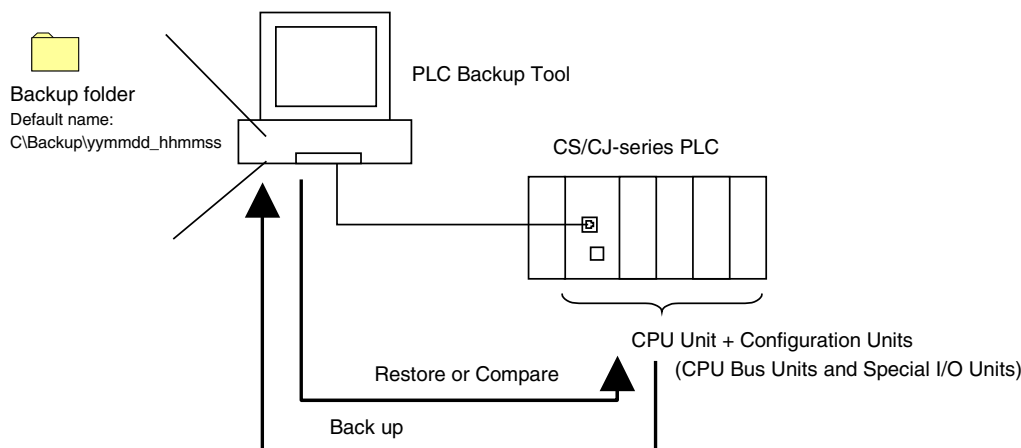 PLC Backup Tool
Backup folder
Default name:
C\Backup\yymmdd_hhmmss
CS/CJ-series PLC
CPU Unit + Configuration Units
(CPU Bus Units and Special I/O Units)
Restore or Compare
Back up